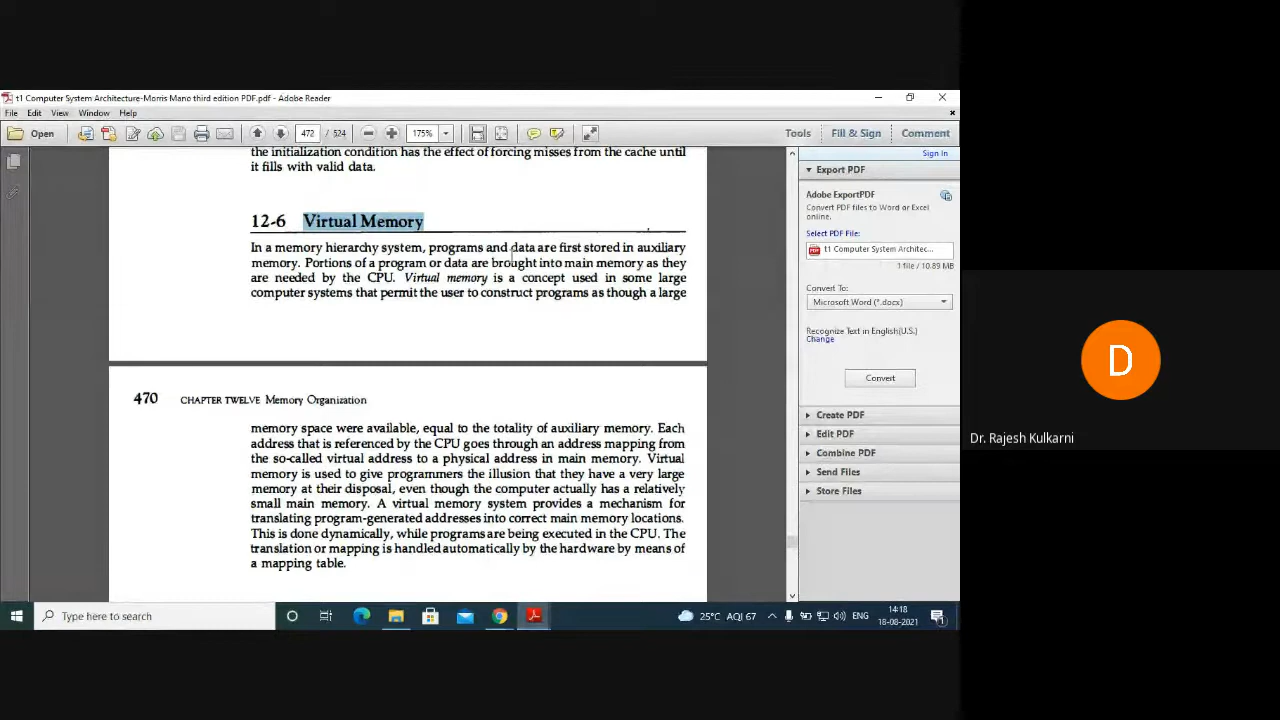 t1 Computer System Architecture-Morris Mano third edition PDF.pdf - Adobe Reader
File Edit View Window Help
Open 472 / 524 175% Tools Fill & Sign Comment
the initialization condition has the effect of forcing misses from the cache until
it fills with valid data.
12-6 Virtual Memory
In a memory hierarchy system, programs and data are first stored in auxiliary
memory. Portions of a program or data are brought into main memory as they
are needed by the CPU. Virtual memory is a concept used in some large
computer systems that permit the user to construct programs as though a large
470 CHAPTER TWELVE Memory Organization
memory space were available, equal to the totality of auxiliary memory. Each
address that is referenced by the CPU goes through an address mapping from
the so-called virtual address to a physical address in main memory. Virtual
memory is used to give programmers the illusion that they have a very large
memory at their disposal, even though the computer actually has a relatively
small main memory. A virtual memory system provides a mechanism for
translating program-generated addresses into correct main memory locations.
This is done dynamically, while programs are being executed in the CPU. The
translation or mapping is handled automatically by the hardware by means of
a mapping table.
Sign In
Export PDF
Adobe ExportPDF
Convert PDF files to Word or Excel
online.
Select PDF File:
t1 Computer System Architec...
1 file / 10.89 MB
Convert To:
Microsoft Word (*.docx)
Recognize Text in English(U.S.)
Change
Convert
Create PDF
Edit PDF
Combine PDF
Send Files
Store Files
D
Dr. Rajesh Kulkarni
Type here to search
25°C AQI 67
ENG
14:18
18-08-2021
1